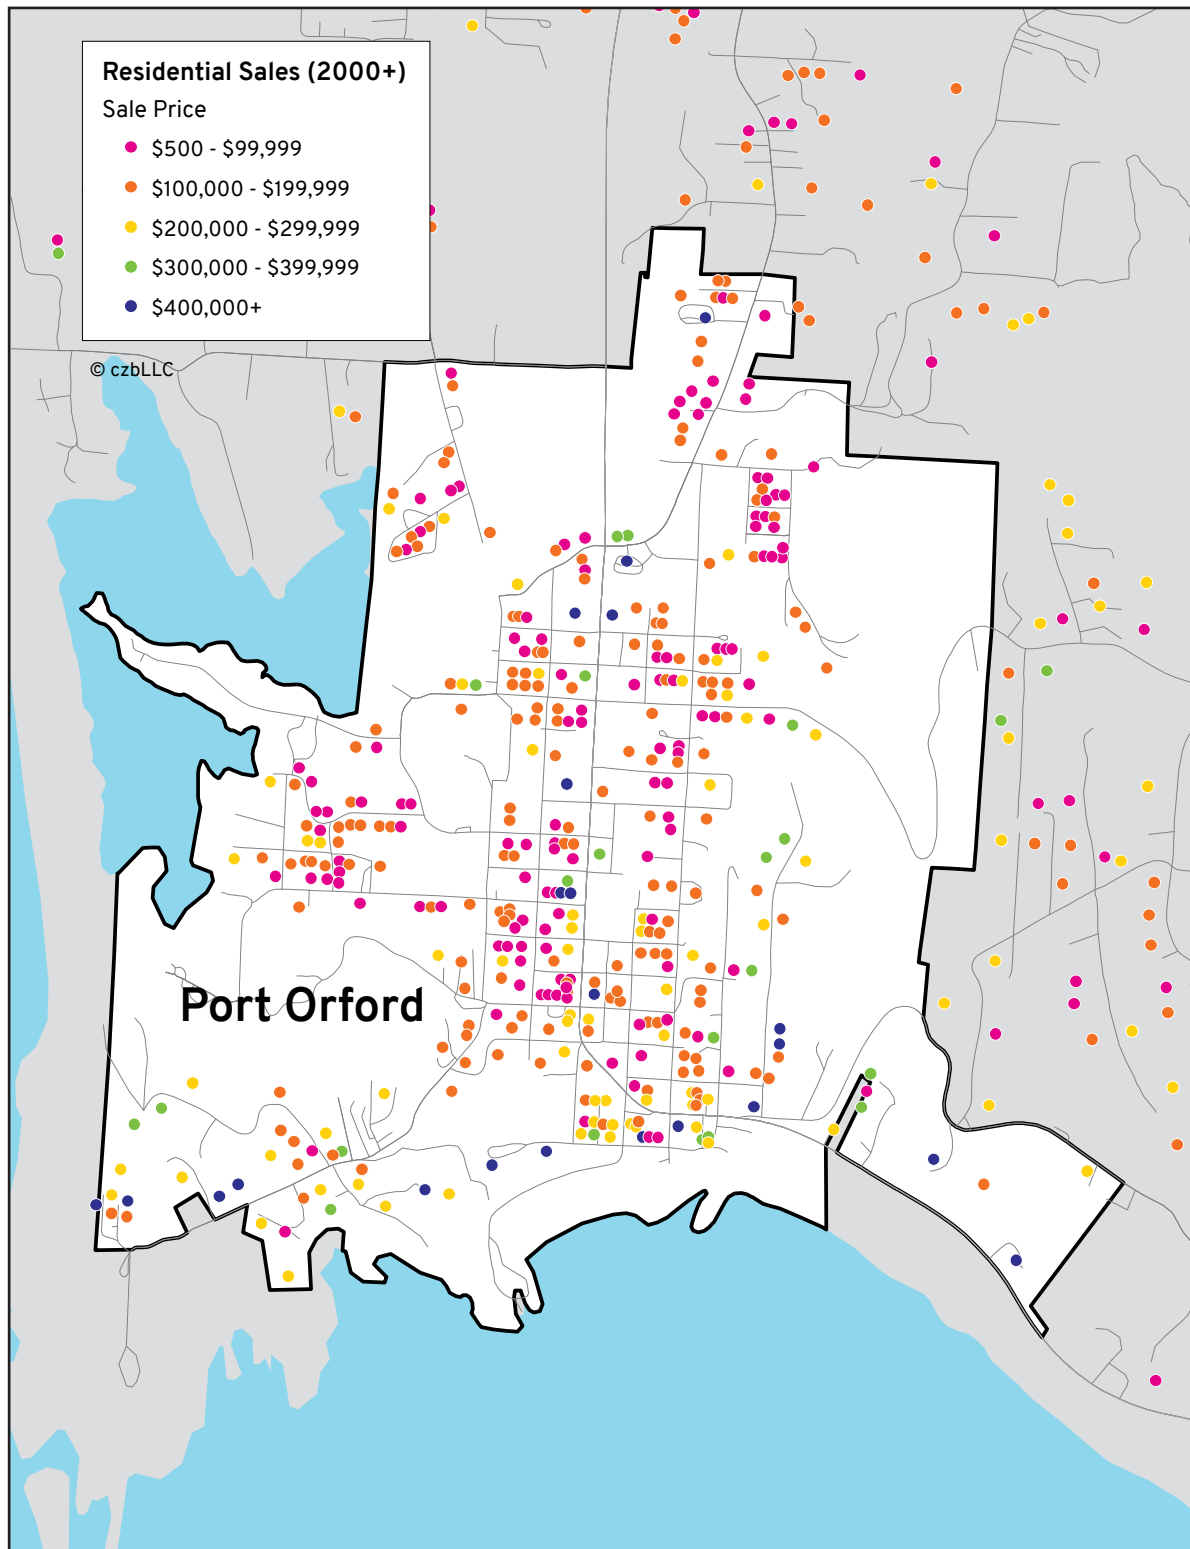 Residential Sales (2000+)
Sale Price
$500 - $99,999
$100,000 - $199,999
$200,000 - $299,999
$300,000 - $399,999
$400,000+
© czbLLC
Port Orford